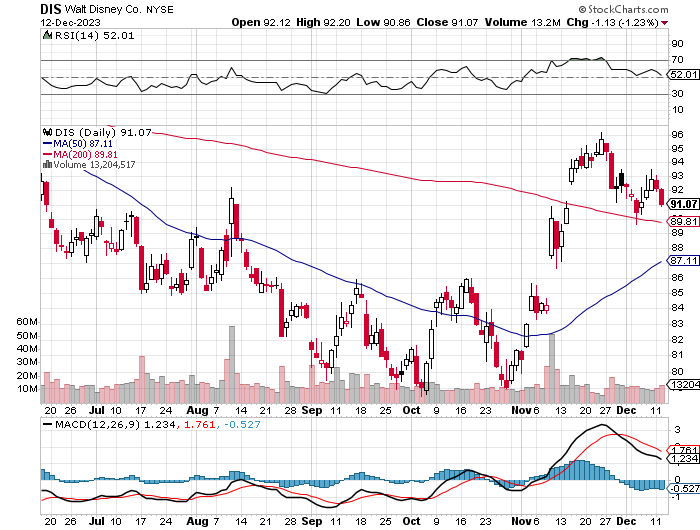 DIS Walt Disney Co. NYSE © StockCharts.com
12-Dec-2023 Open 92.12 High 92.20 Low 90.86 Close 91.07 Volume 13.2M Chg -1.13 (-1.23%)
RSI(14) 52.01
90
70
52.01
30
10
DIS (Daily) 91.07
MA(50) 87.11
MA(200) 89.81
Volume 13,204,517
96
95
94
93
92
91.07
90
89.81
89
88
87.11
86
85
84
83
82
81
80
13204
60M
50M
40M
30M
20M
10M
20 26 Jul 10 17 24 Aug 7 14 21 28 Sep 11 18 25 Oct 9 16 23 Nov 6 13 20 27 Dec 11
MACD(12,26,9) 1.234, 1.761, -0.527
3
2
1.761
1.234
0
-0.527
-1
20 26 Jul 10 17 24 Aug 7 14 21 28 Sep 11 18 25 Oct 9 16 23 Nov 6 13 20 27 Dec 11